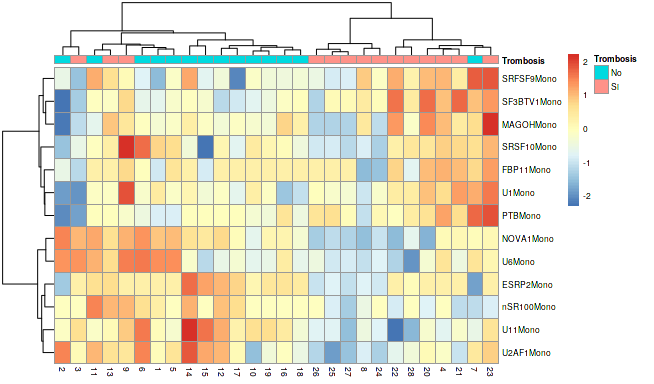 Trombosis
SRFSF9Mono
SF3BTV1Mono
MAGOHMono
SRSF10Mono
FBP11Mono
U1Mono
PTBMono
NOVA1Mono
U6Mono
ESRP2Mono
nSR100Mono
U11Mono
U2AF1Mono
2 3 11 13 9 6 1 5 14 15 12 17 10 19 16 18 26 25 27 8 24 22 28 20 4 21 7 23
2
1
0
-1
-2
Trombosis
No
SI